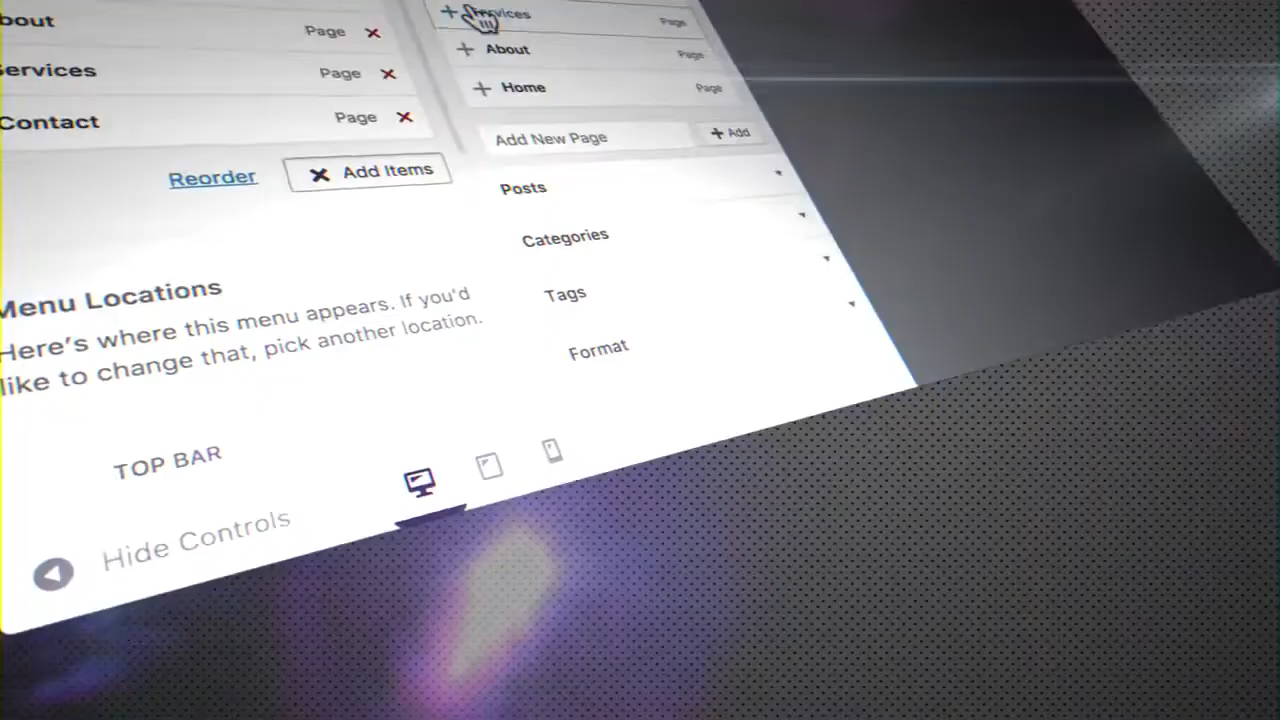 bout Page
ervices Page
Contact Page
Reorder Add Items
Menu Locations
Here's where this menu appears. If you'd
like to change that, pick another location.
TOP BAR
Hide Controls
Services Page
About Page
Home Page
Add New Page Add
Posts
Categories
Tags
Format